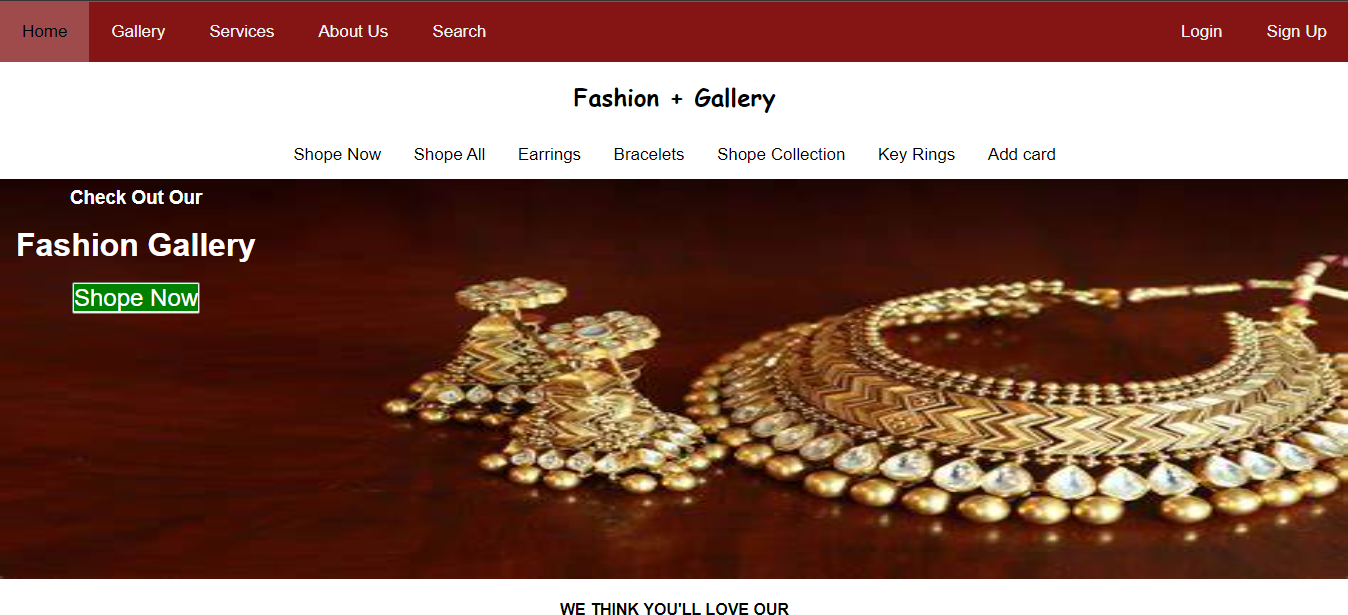 Home Gallery Services About Us Search Login Sign Up
Fashion + Gallery
Shope Now Shope All Earrings Bracelets Shope Collection Key Rings Add card
Check Out Our
Fashion Gallery
Shope Now
WE THINK YOU'LL LOVE OUR